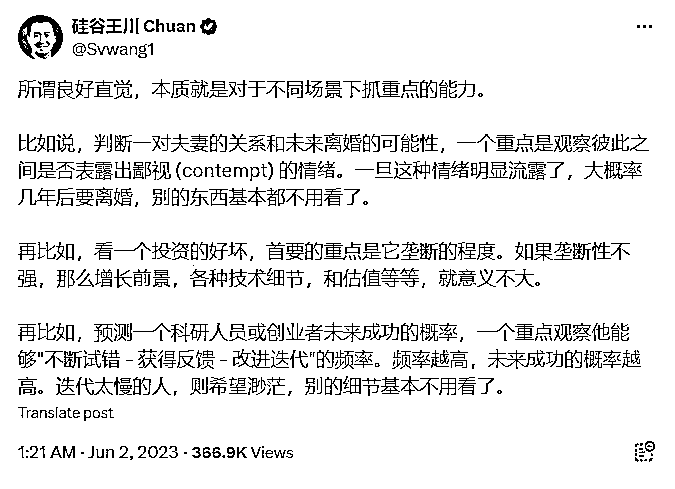 硅谷王川 Chuan
@Svwang1
所谓良好直觉，本质就是对于不同场景下抓重点的能力。
比如说，判断一对夫妻的关系和未来离婚的可能性，一个重点是观察彼此之
间是否表露出鄙视 (contempt) 的情绪。一旦这种情绪明显流露了，大概率
几年后要离婚，别的东西基本都不用看了。
再比如，看一个投资的好坏，首要的重点是它垄断的程度。如果垄断性不
强，那么增长前景，各种技术细节，和估值等等，就意义不大。
再比如，预测一个科研人员或创业者未来成功的概率，一个重点观察他能
够"不断试错 - 获得反馈 - 改进迭代"的频率。频率越高，未来成功的概率越
高。迭代太慢的人，则希望渺茫，别的细节基本不用看了。
Translate post
1:21 AM · Jun 2, 2023 · 366.9K Views